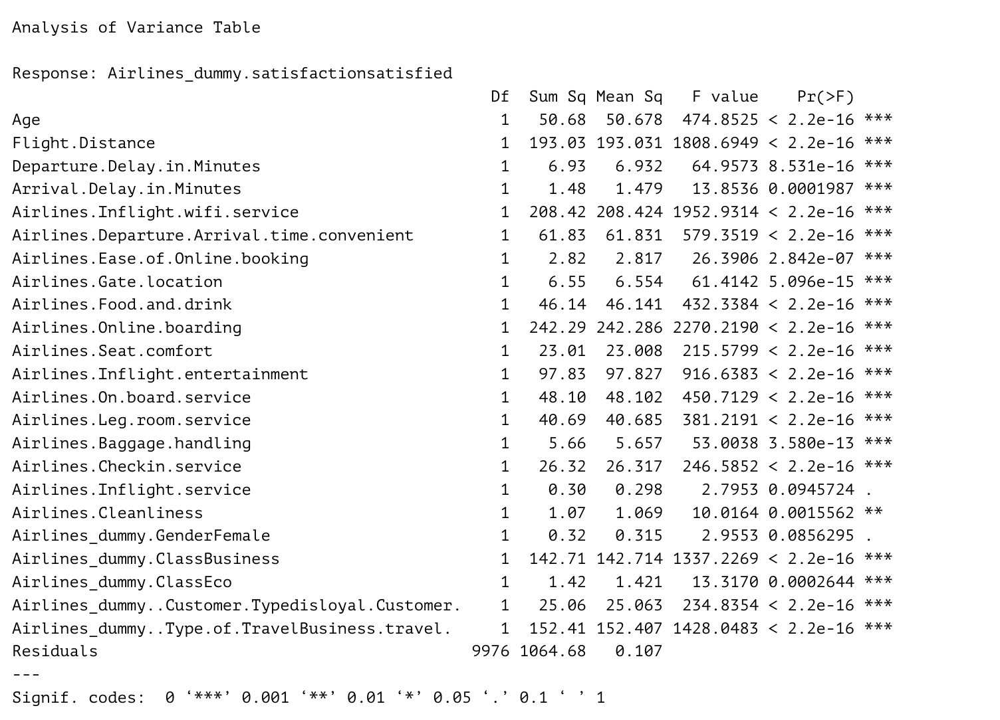 Analysis of Variance Table
Response: Airlines_dummy.satisfactionsatisfied
Df Sum Sq Mean Sq F value Pr(>F)
Age 1 50.68 50.678 474.8525 < 2.2e-16 ***
Flight.Distance 1 193.03 193.031 1808.6949 < 2.2e-16 ***
Departure.Delay.in.Minutes 1 6.93 6.932 64.9573 8.531e-16 ***
Arrival.Delay.in.Minutes 1 1.48 1.479 13.8536 0.0001987 ***
Airlines.Inflight.wifi.service 1 208.42 208.424 1952.9314 < 2.2e-16 ***
Airlines.Departure.Arrival.time.convenient 1 61.83 61.831 579.3519 < 2.2e-16 ***
Airlines.Ease.of.Online.booking 1 2.82 2.817 26.3906 2.842e-07 ***
Airlines.Gate.location 1 6.55 6.554 61.4142 5.096e-15 ***
Airlines.Food.and.drink 1 46.14 46.141 432.3384 < 2.2e-16 ***
Airlines.Online.boarding 1 242.29 242.286 2270.2190 < 2.2e-16 ***
Airlines.Seat.comfort 1 23.01 23.008 215.5799 < 2.2e-16 ***
Airlines.Inflight.entertainment 1 97.83 97.827 916.6383 < 2.2e-16 ***
Airlines.On.board.service 1 48.10 48.102 450.7129 < 2.2e-16 ***
Airlines.Leg.room.service 1 40.69 40.685 381.2191 < 2.2e-16 ***
Airlines.Baggage.handling 1 5.66 5.657 53.0038 3.580e-13 ***
Airlines.Checkin.service 1 26.32 26.317 246.5852 < 2.2e-16 ***
Airlines.Inflight.service 1 0.30 0.298 2.7953 0.0945724 .
Airlines.Cleanliness 1 1.07 1.069 10.0164 0.0015562 **
Airlines_dummy.GenderFemale 1 0.32 0.315 2.9553 0.0856295 .
Airlines_dummy.ClassBusiness 1 142.71 142.714 1337.2269 < 2.2e-16 ***
Airlines_dummy.ClassEco 1 1.42 1.421 13.3170 0.0002644 ***
Airlines_dummy..Customer.Typedisloyal.Customer. 1 25.06 25.063 234.8354 < 2.2e-16 ***
Airlines_dummy..Type.of.TravelBusiness.travel. 1 152.41 152.407 1428.0483 < 2.2e-16 ***
Residuals 9976 1064.68 0.107
---
Signif. codes: 0 ‘***’ 0.001 ‘**’ 0.01 ‘*’ 0.05 ‘.’ 0.1 ‘ ’ 1